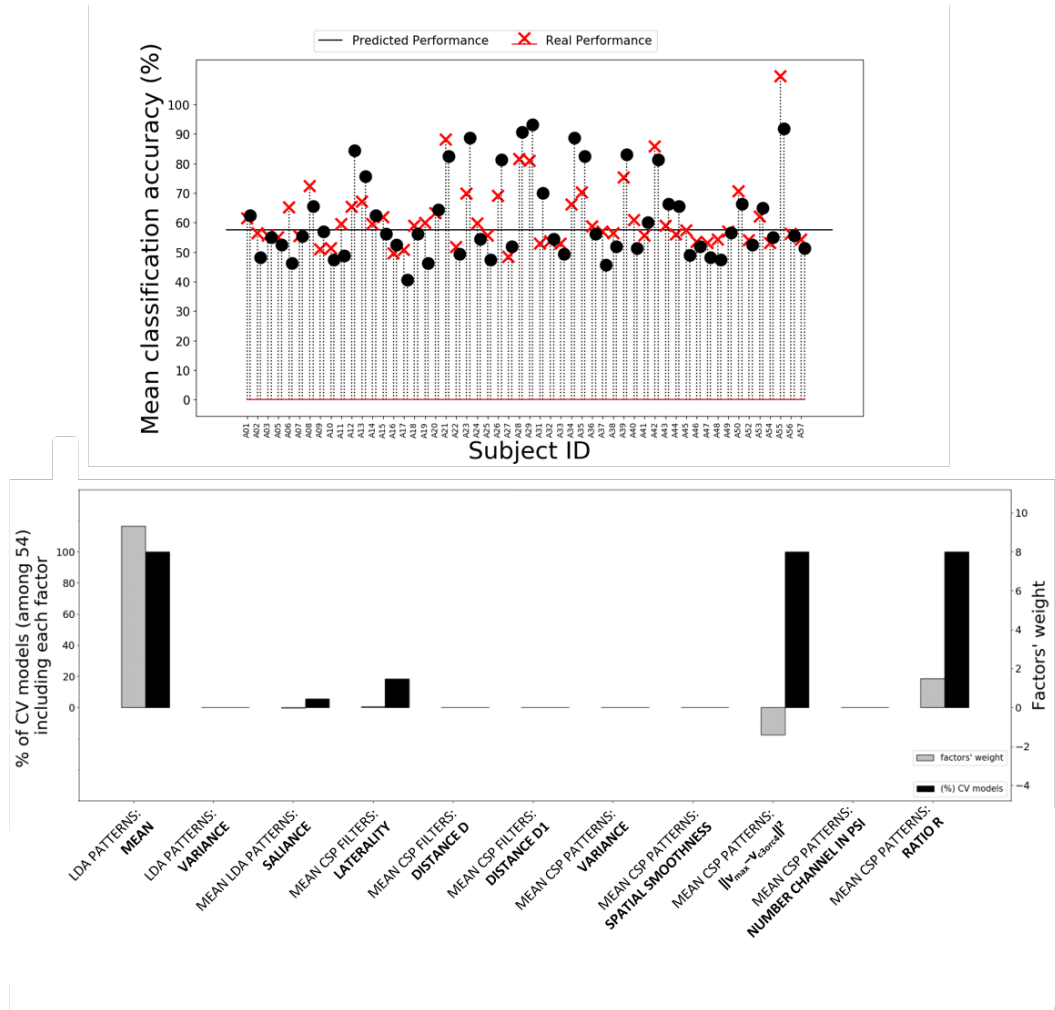 Predicted Performance Real Performance
Mean classification accuracy (%)
100
90
80
70
60
50
40
30
20
10
0
A01 A02 A03 A05 A06 A07 A08 A09 A10 A11 A12 A13 A14 A15 A16 A17 A18 A19 A20 A21 A22 A23 A24 A25 A26 A27 A28 A29 A31 A32 A33 A34 A35 A36 A37 A38 A39 A40 A41 A42 A43 A44 A45 A46 A47 A48 A49 A50 A52 A53 A54 A55 A56 A57
Subject ID
% of CV models (among 54)
including each factor
100
80
60
40
20
0
10
8
6
4
2
0
−2
−4
Factors' weight
factors' weight
(%) CV models
LDA PATTERNS:
MEAN
LDA PATTERNS:
VARIANCE
MEAN LDA PATTERNS:
SALIANCE
MEAN CSP FILTERS:
LATERALITY
MEAN CSP FILTERS:
DISTANCE D
MEAN CSP FILTERS:
DISTANCE D1
MEAN CSP PATTERNS:
VARIANCE
MEAN CSP PATTERNS:
SPATIAL SMOOTHNESS
MEAN CSP PATTERNS:
||vmax−vc3orc4||²
MEAN CSP PATTERNS:
NUMBER CHANNEL IN PSI
MEAN CSP PATTERNS:
RATIO R